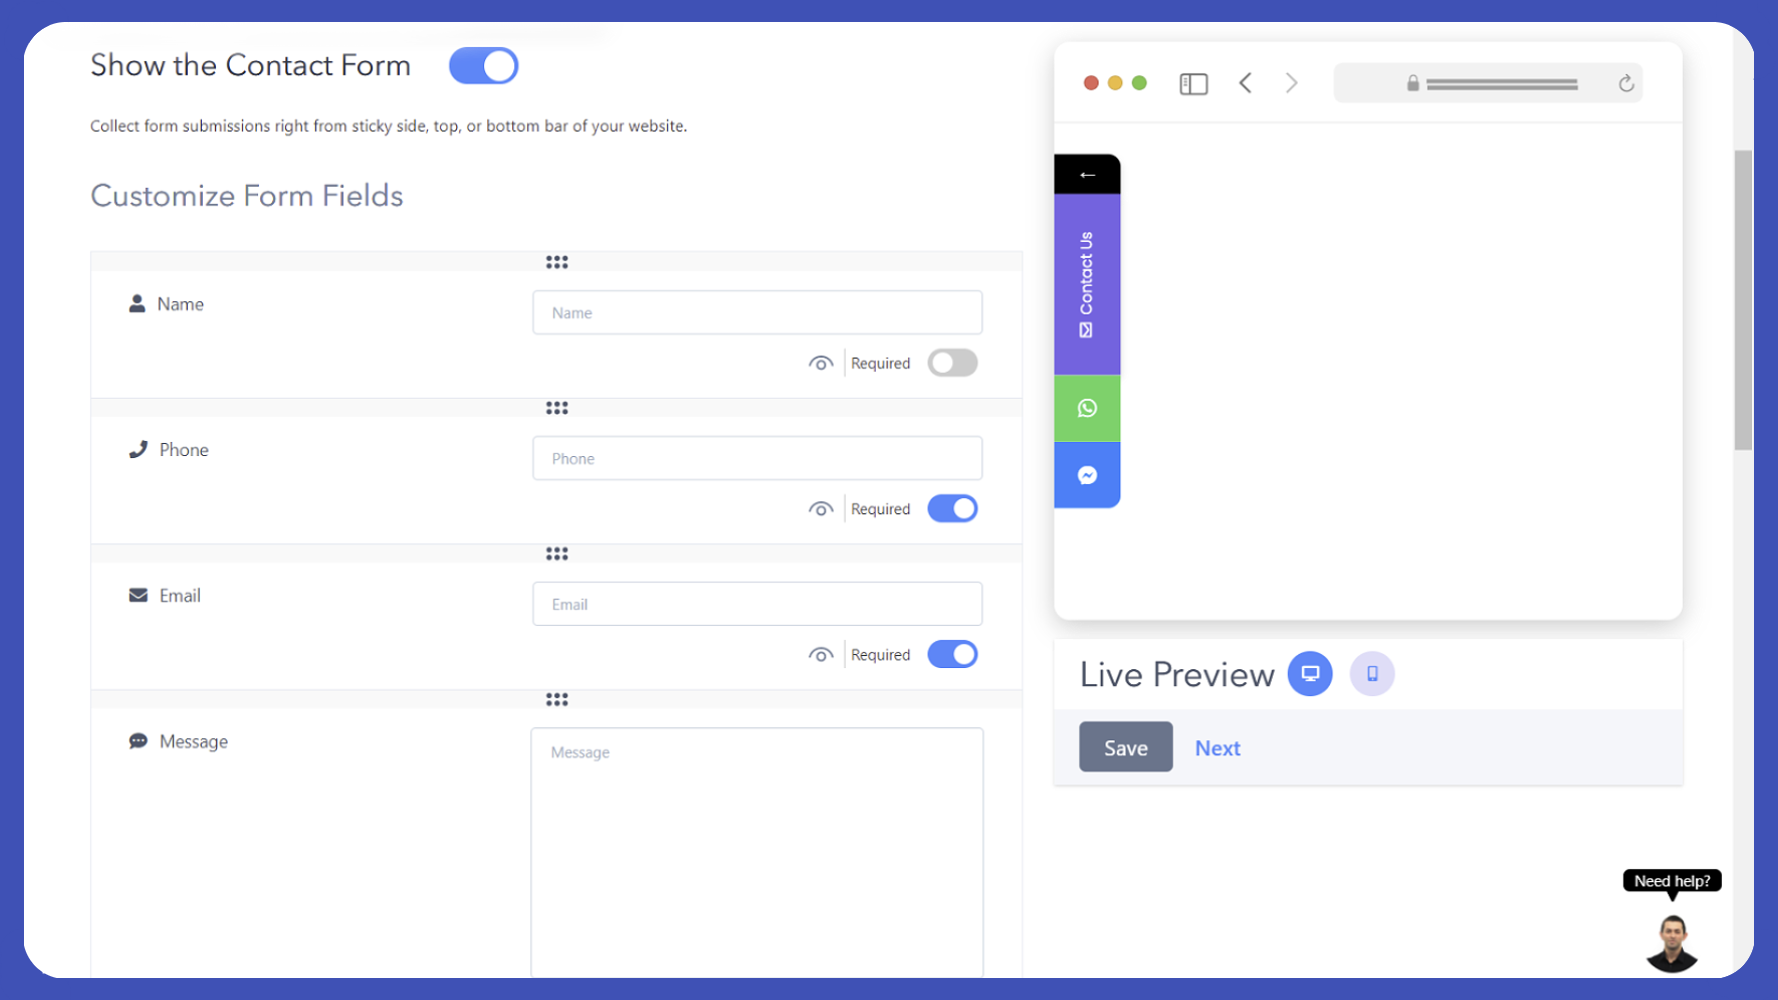 Show the Contact Form
Collect form submissions right from sticky side, top, or bottom bar of your website.
Customize Form Fields
Name
Name
Required
Phone
Phone
Required
Email
Email
Required
Message
Message
Contact Us
Live Preview
Save
Next
Need help?